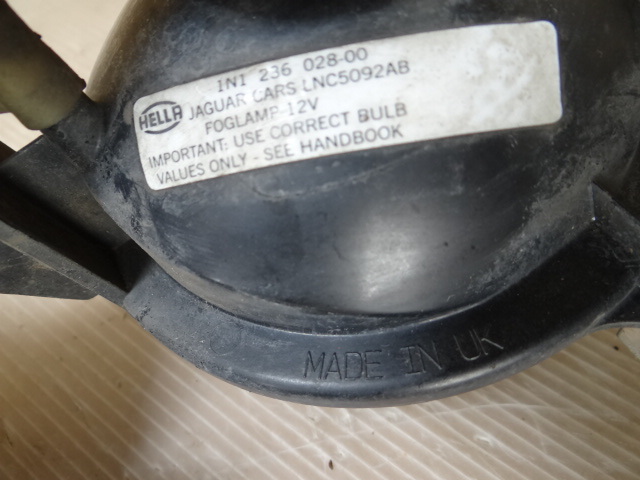 1N1 236 028-00
HELLA JAGUAR CARS LNC5092AB
FOGLAMP 12V
IMPORTANT: USE CORRECT BULB
VALUES ONLY - SEE HANDBOOK
MADE IN UK